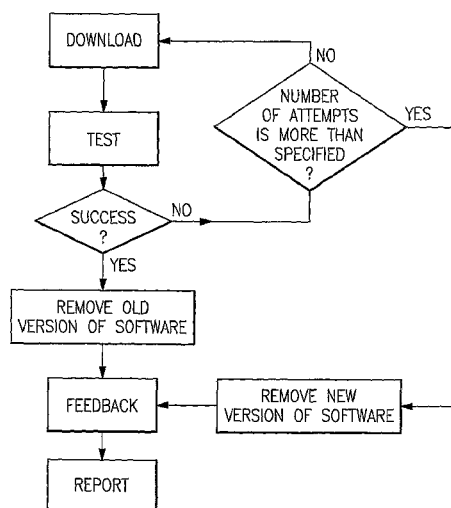 DOWNLOAD
NO
NUMBER
OF ATTEMPTS
IS MORE THAN
SPECIFIED
?
YES
TEST
SUCCESS
?
NO
YES
REMOVE OLD
VERSION OF SOFTWARE
FEEDBACK
REMOVE NEW
VERSION OF SOFTWARE
REPORT